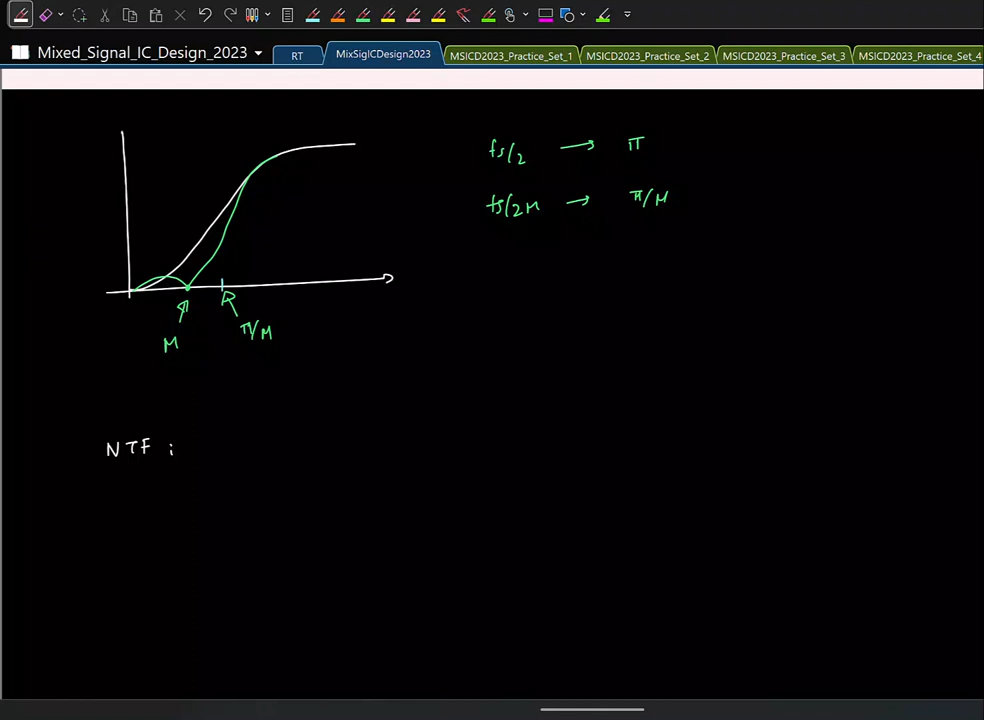 Mixed_Signal_IC_Design_2023
RT
MixSigICDesign2023
MSICD2023_Practice_Set_1
MSICD2023_Practice_Set_2
MSICD2023_Practice_Set_3
MSICD2023_Practice_Set_4
fs/2 → π
fs/2M → π/M
π/M
M
NTF i